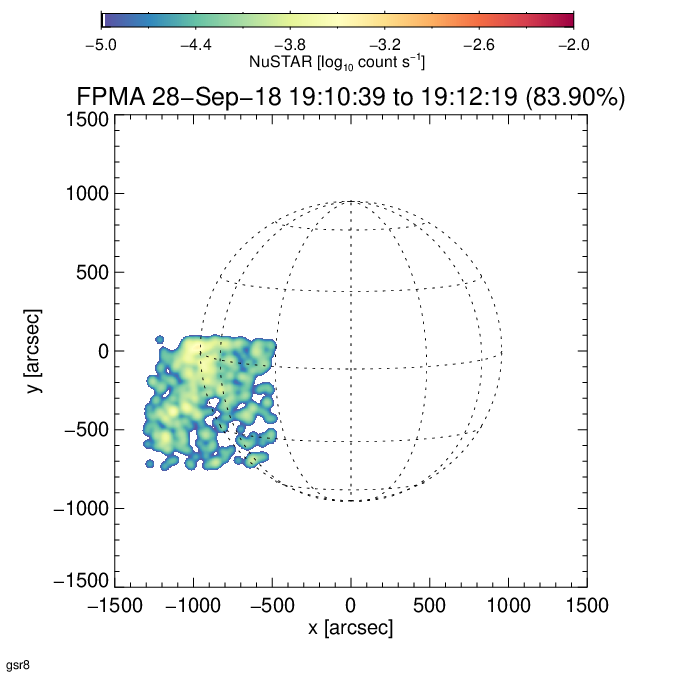 −5.0 −4.4 −3.8 −3.2 −2.6 −2.0
NuSTAR [log₁₀ count s⁻¹]
FPMA 28−Sep−18 19:10:39 to 19:12:19 (83.90%)
1500
1000
500
0
−500
−1000
−1500
y [arcsec]
−1500 −1000 −500 0 500 1000 1500
x [arcsec]
gsr8